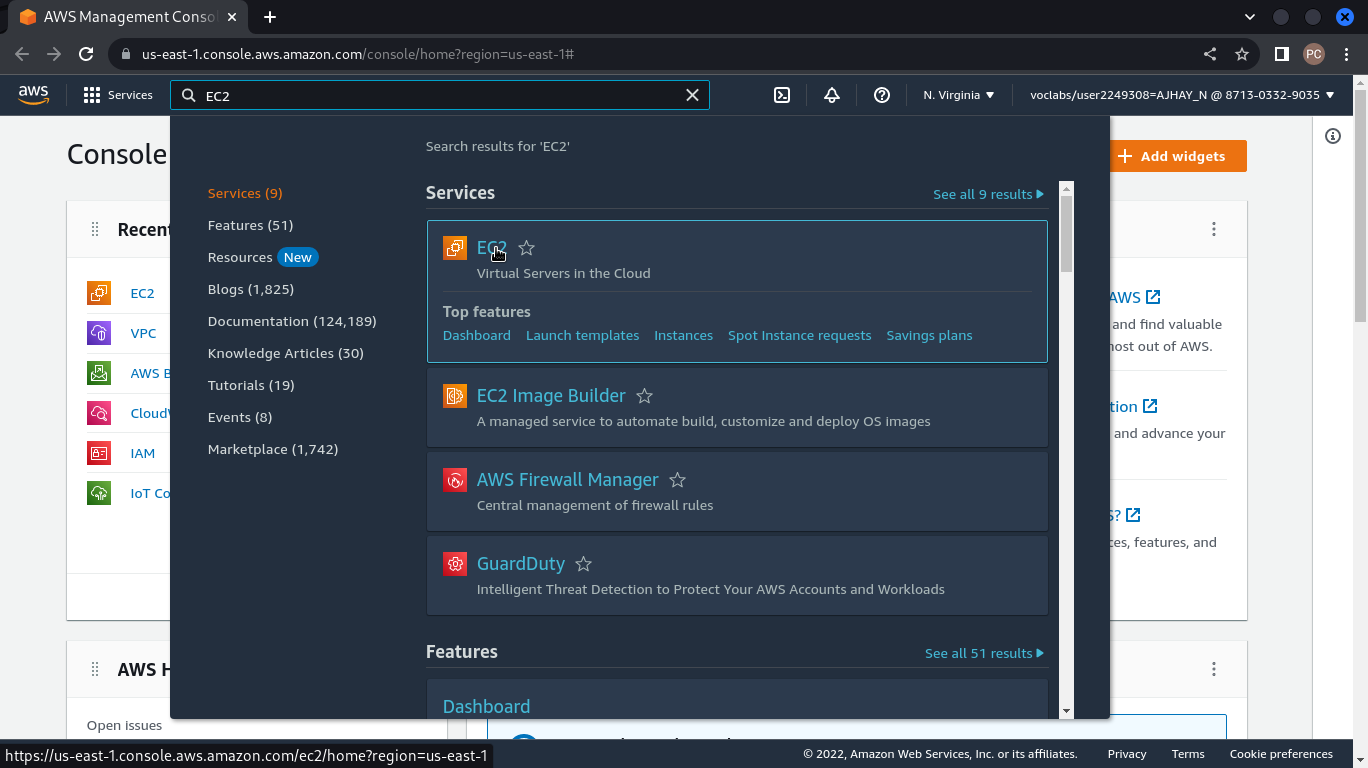 AWS Management Conso
us-east-1.console.aws.amazon.com/console/home?region=us-east-1#
PC
aws
Services
EC2
N. Virginia
voclabs/user2249308=AJHAY_N @ 8713-0332-9035
Console
Add widgets
Search results for 'EC2'
Services (9)
Features (51)
Resources New
Blogs (1,825)
Documentation (124,189)
Knowledge Articles (30)
Tutorials (19)
Events (8)
Marketplace (1,742)
Services
See all 9 results
EC2
Virtual Servers in the Cloud
Top features
Dashboard Launch templates Instances Spot Instance requests Savings plans
EC2 Image Builder
A managed service to automate build, customize and deploy OS images
AWS Firewall Manager
Central management of firewall rules
GuardDuty
Intelligent Threat Detection to Protect Your AWS Accounts and Workloads
Features
See all 51 results
Dashboard
Recent
EC2
VPC
AWS B
Cloud
IAM
IoT Co
AWS
and find valuable
most out of AWS.
tion
and advance your
S?
ces, features, and
AWS H
Open issues
https://us-east-1.console.aws.amazon.com/ec2/home?region=us-east-1
© 2022, Amazon Web Services, Inc. or its affiliates.
Privacy
Terms
Cookie preferences